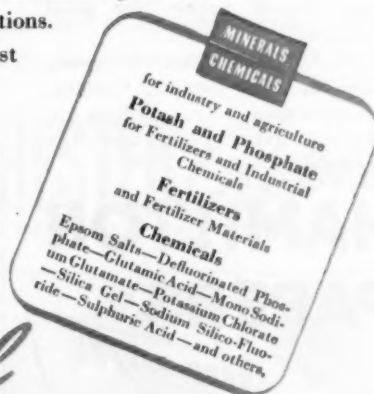 tions.
st
MINERALS
CHEMICALS
for industry and agriculture
Potash and Phosphate
for Fertilizers and Industrial
Chemicals
Fertilizers
and Fertilizer Materials
Chemicals
Epsom Salts—Defluorinated Phos-
phate—Glutamic Acid—Mono Sodi-
um Glutamate—Potassium Chlorate
—Silica Gel—Sodium Silico-Fluo-
ride—Sulphuric Acid—and others.